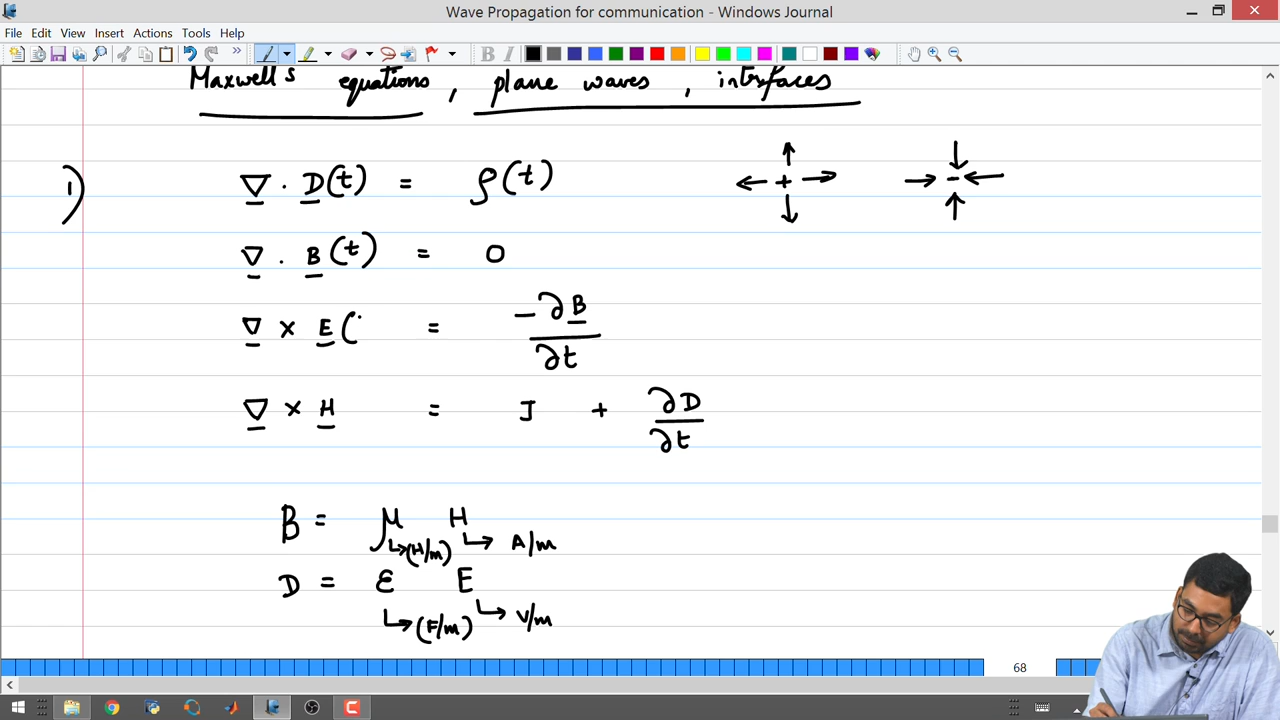 Wave Propagation for communication - Windows Journal
File Edit View Insert Actions Tools Help
Maxwell's equations, plane waves, interfaces
1) ∇ · D(t) = ρ(t)
+ -
∇ · B(t) = 0
∇ × E( = -∂B/∂t
∇ × H = J + ∂D/∂t
B = μ H
↳(H/m) ↳ A/m
D = ε E
↳(F/m) ↳ V/m
68